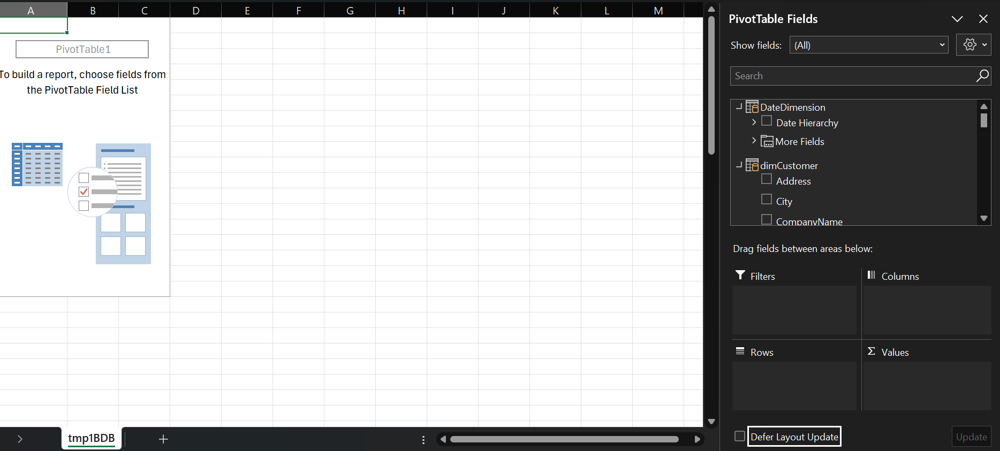 A B C D E F G H I J K L M
PivotTable1
To build a report, choose fields from
the PivotTable Field List
tmp1BDB
PivotTable Fields
Show fields: (All)
Search
DateDimension
Date Hierarchy
More Fields
dimCustomer
Address
City
CompanyName
Drag fields between areas below:
Filters
Columns
Rows
Σ Values
Defer Layout Update
Update